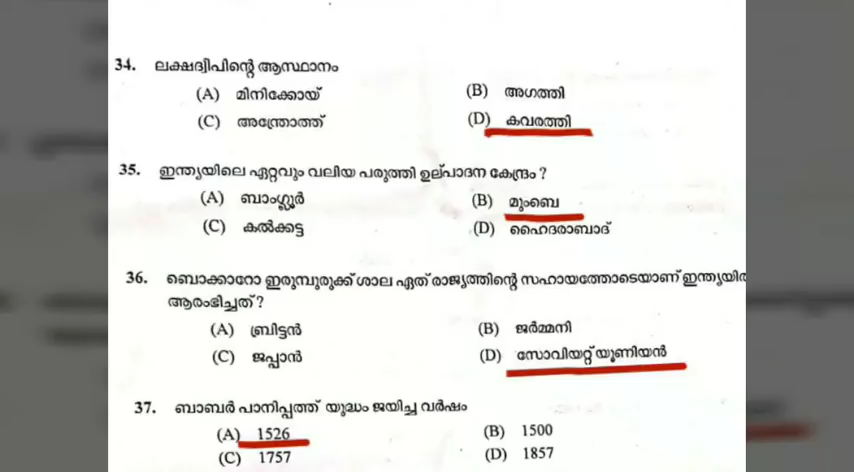 34. ലക്ഷദ്വീപിന്റെ ആസ്ഥാനം
(A) മിനിക്കോയ് (B) അഗത്തി
(C) അന്ത്രോത്ത് (D) കവരത്തി
35. ഇന്ത്യയിലെ ഏറ്റവും വലിയ പരുത്തി ഉല്പാദന കേന്ദ്രം ?
(A) ബാംഗ്ലൂർ (B) മുംബെ
(C) കൽക്കട്ട (D) ഹൈദരാബാദ്
36. ബൊക്കാറോ ഇരുമ്പുരുക്ക് ശാല ഏത് രാജ്യത്തിന്റെ സഹായത്തോടെയാണ്
ആരംഭിച്ചത് ?
(A) ബ്രിട്ടൻ (B) ജർമ്മനി
(C) ജപ്പാൻ (D) സോവിയറ്റ് യൂണിയൻ
37. ബാബർ പാനിപ്പത്ത് യുദ്ധം ജയിച്ച വർഷം
(A) 1526 (B) 1500
(C) 1757 (D) 1857